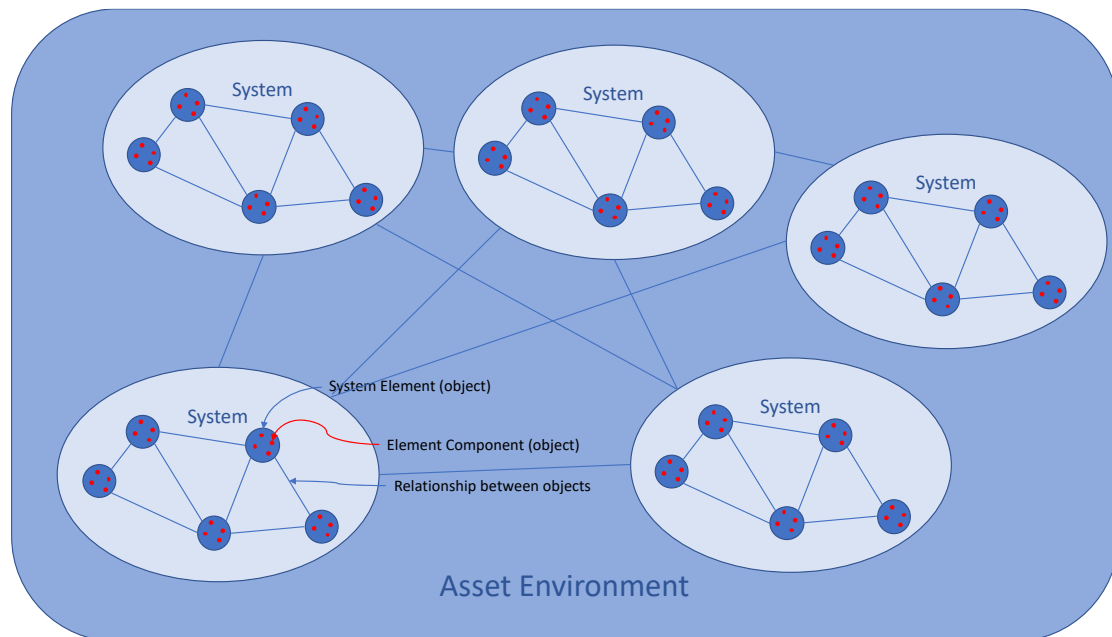 System
System
System
System Element (object)
System
System
Element Component (object)
Relationship between objects
Asset Environment